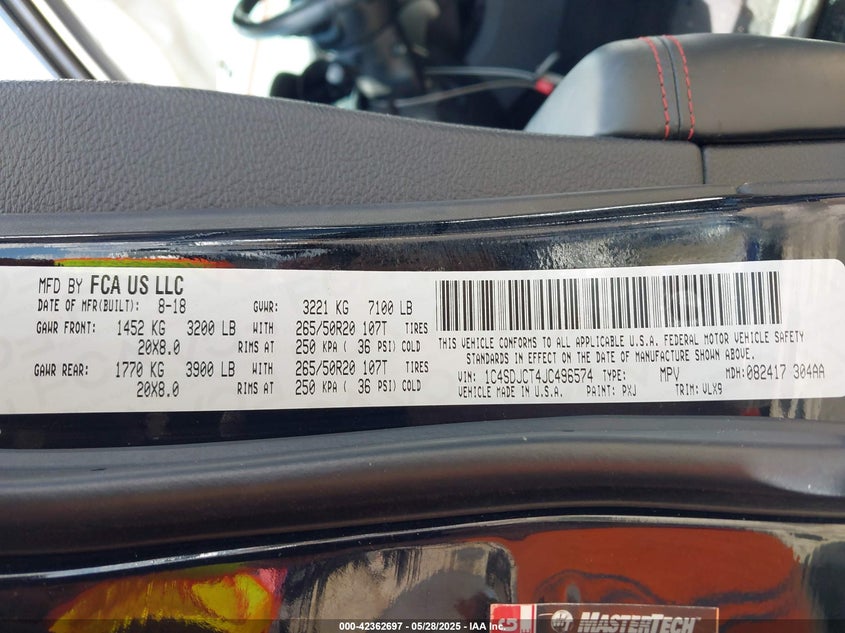 MFD BY FCA US LLC
DATE OF MFR(BUILT): 8-18 GVWR: 3221 KG 7100 LB
GAWR FRONT: 1452 KG 3200 LB WITH 265/50R20 107T TIRES
20X8.0 RIMS AT 250 KPA ( 36 PSI) COLD
GAWR REAR: 1770 KG 3900 LB WITH 265/50R20 107T TIRES
20X8.0 RIMS AT 250 KPA ( 36 PSI) COLD
THIS VEHICLE CONFORMS TO ALL APPLICABLE U.S.A. FEDERAL MOTOR VEHICLE SAFETY
STANDARDS IN EFFECT ON THE DATE OF MANUFACTURE SHOWN ABOVE.
VIN: 1C4SDJCT4JC496574 TYPE: MPV MDH:082417 304AA
VEHICLE MADE IN U.S.A. PAINT: PXJ TRIM: VLX9
MASTERTECH
000-42362697 - 05/28/2025 - IAA Inc.